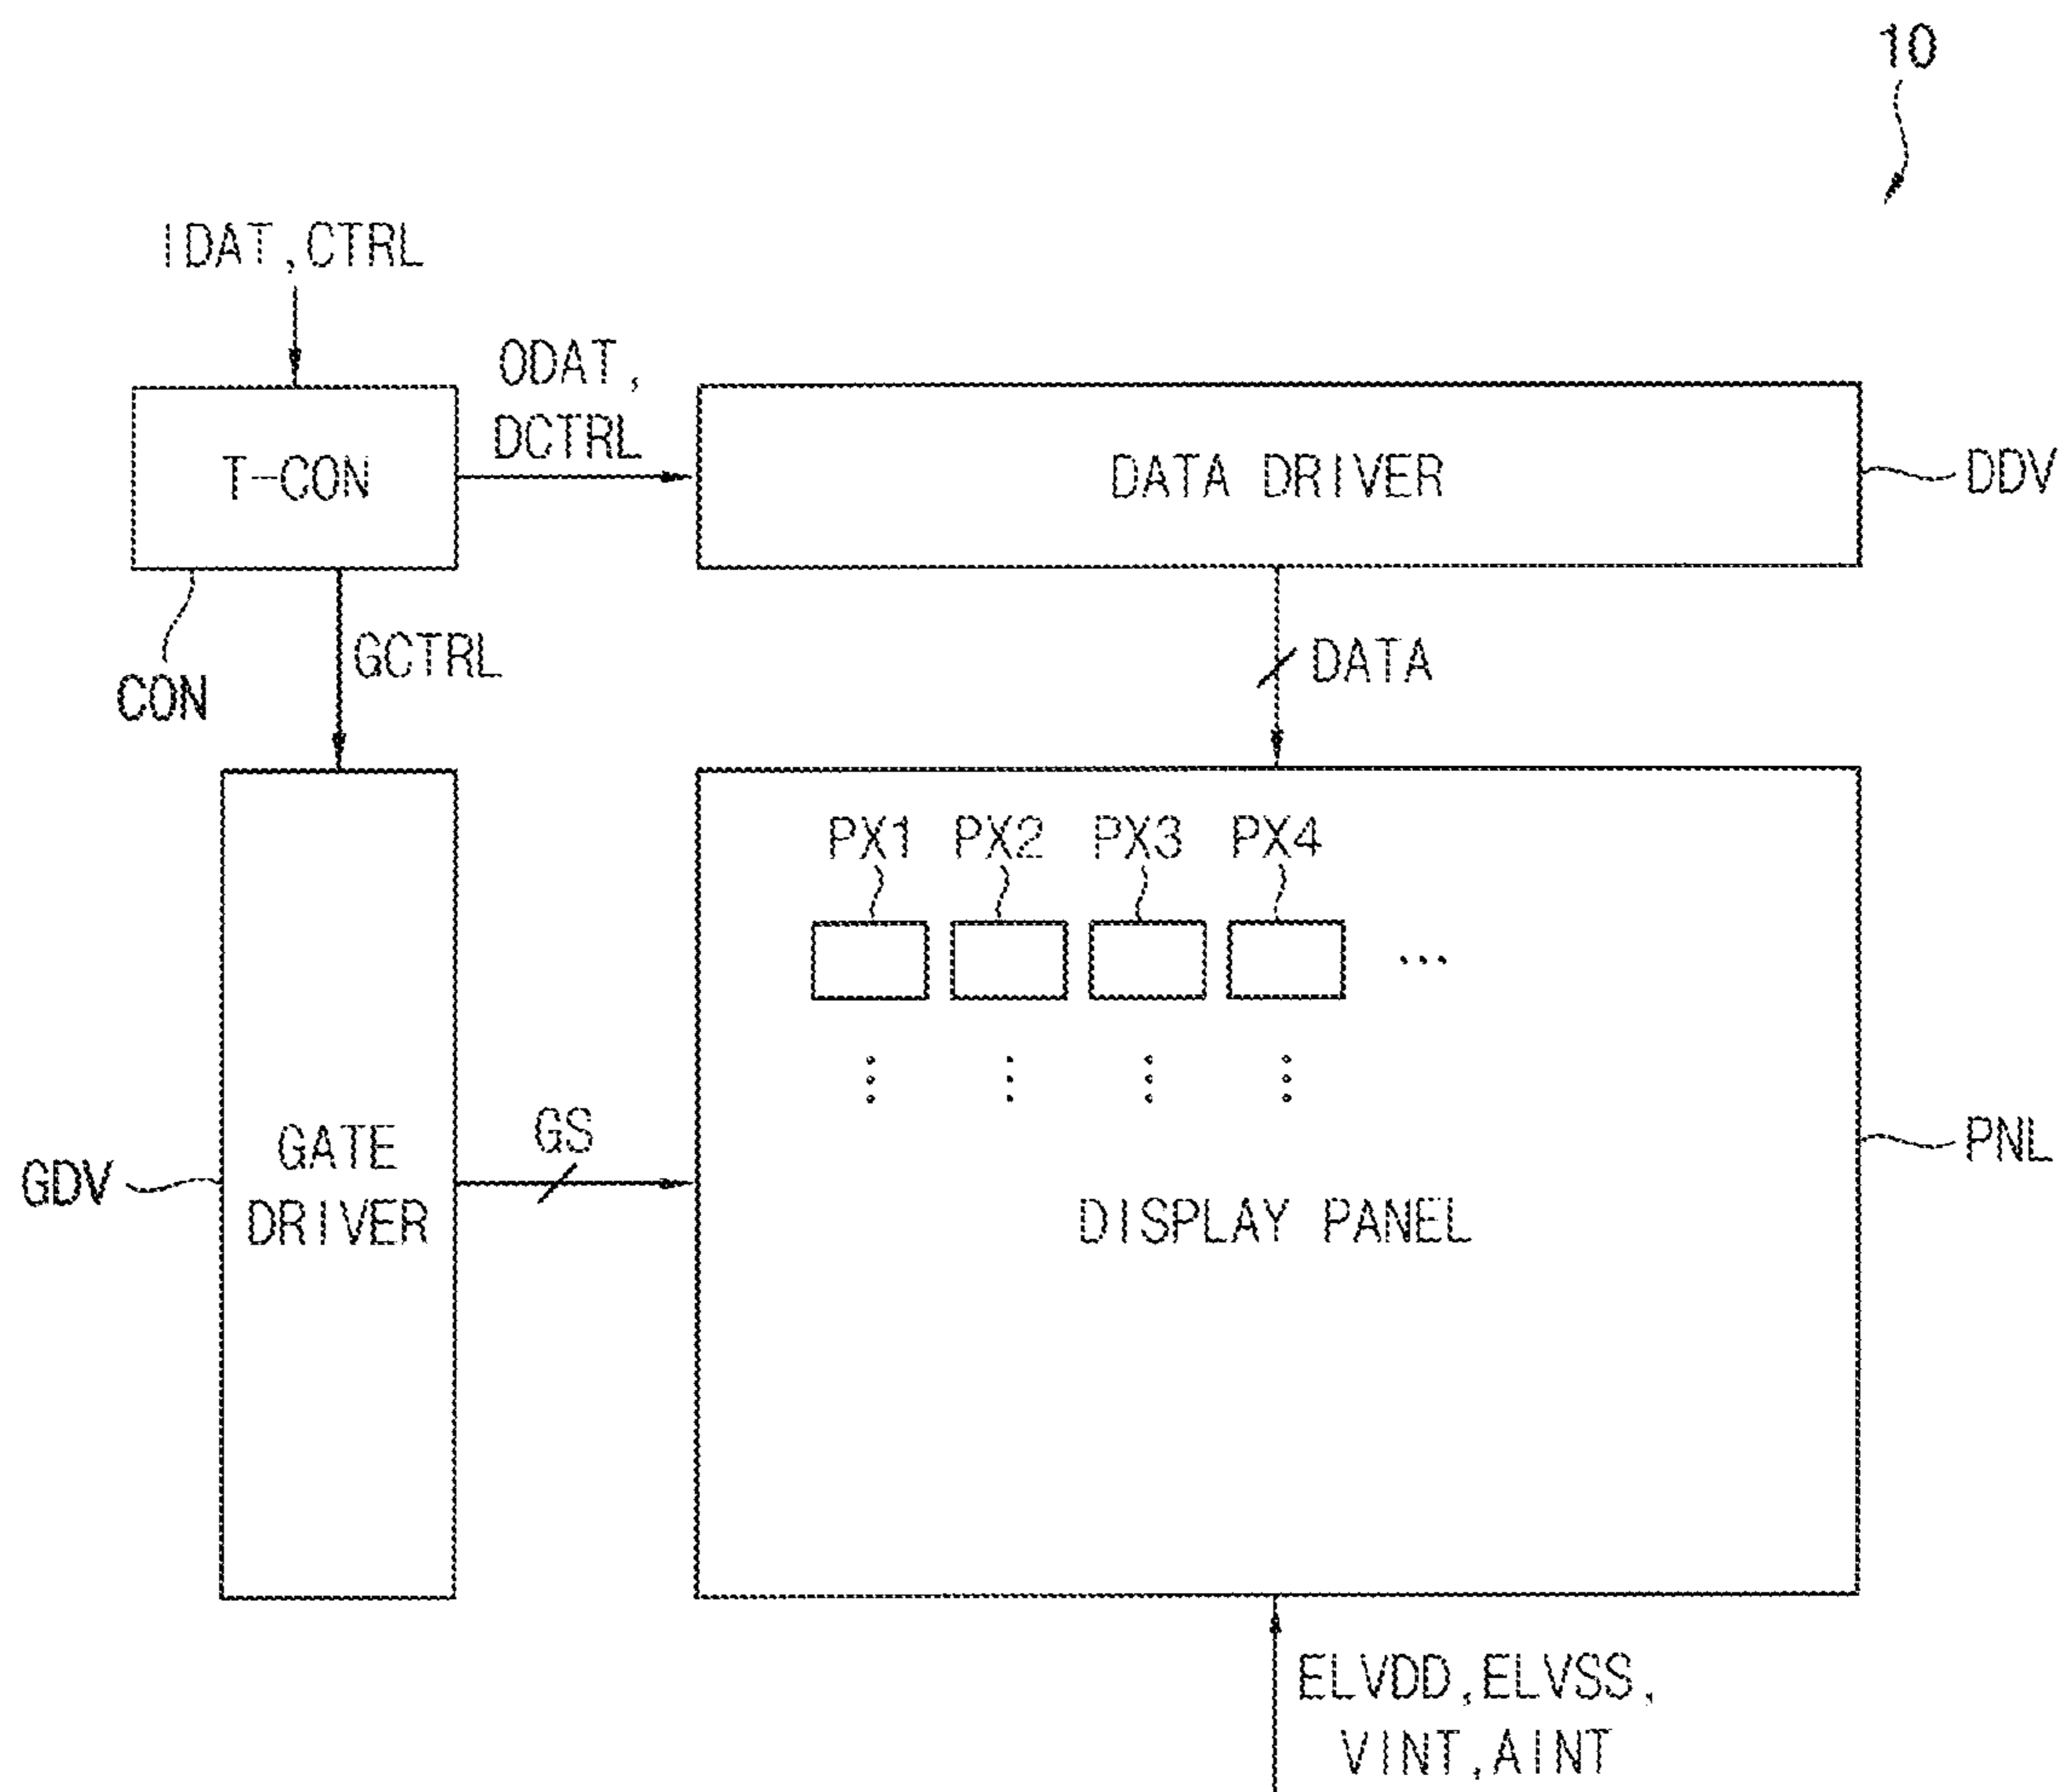 10
IDAT,CTRL
ODAT,
DCTRL
T-CON
DATA DRIVER
DDV
CON
GCTRL
DATA
PX1 PX2 PX3 PX4
...
GDV
GATE
DRIVER
GS
DISPLAY PANEL
PNL
ELVDD,ELVSS,
VINT,AINT